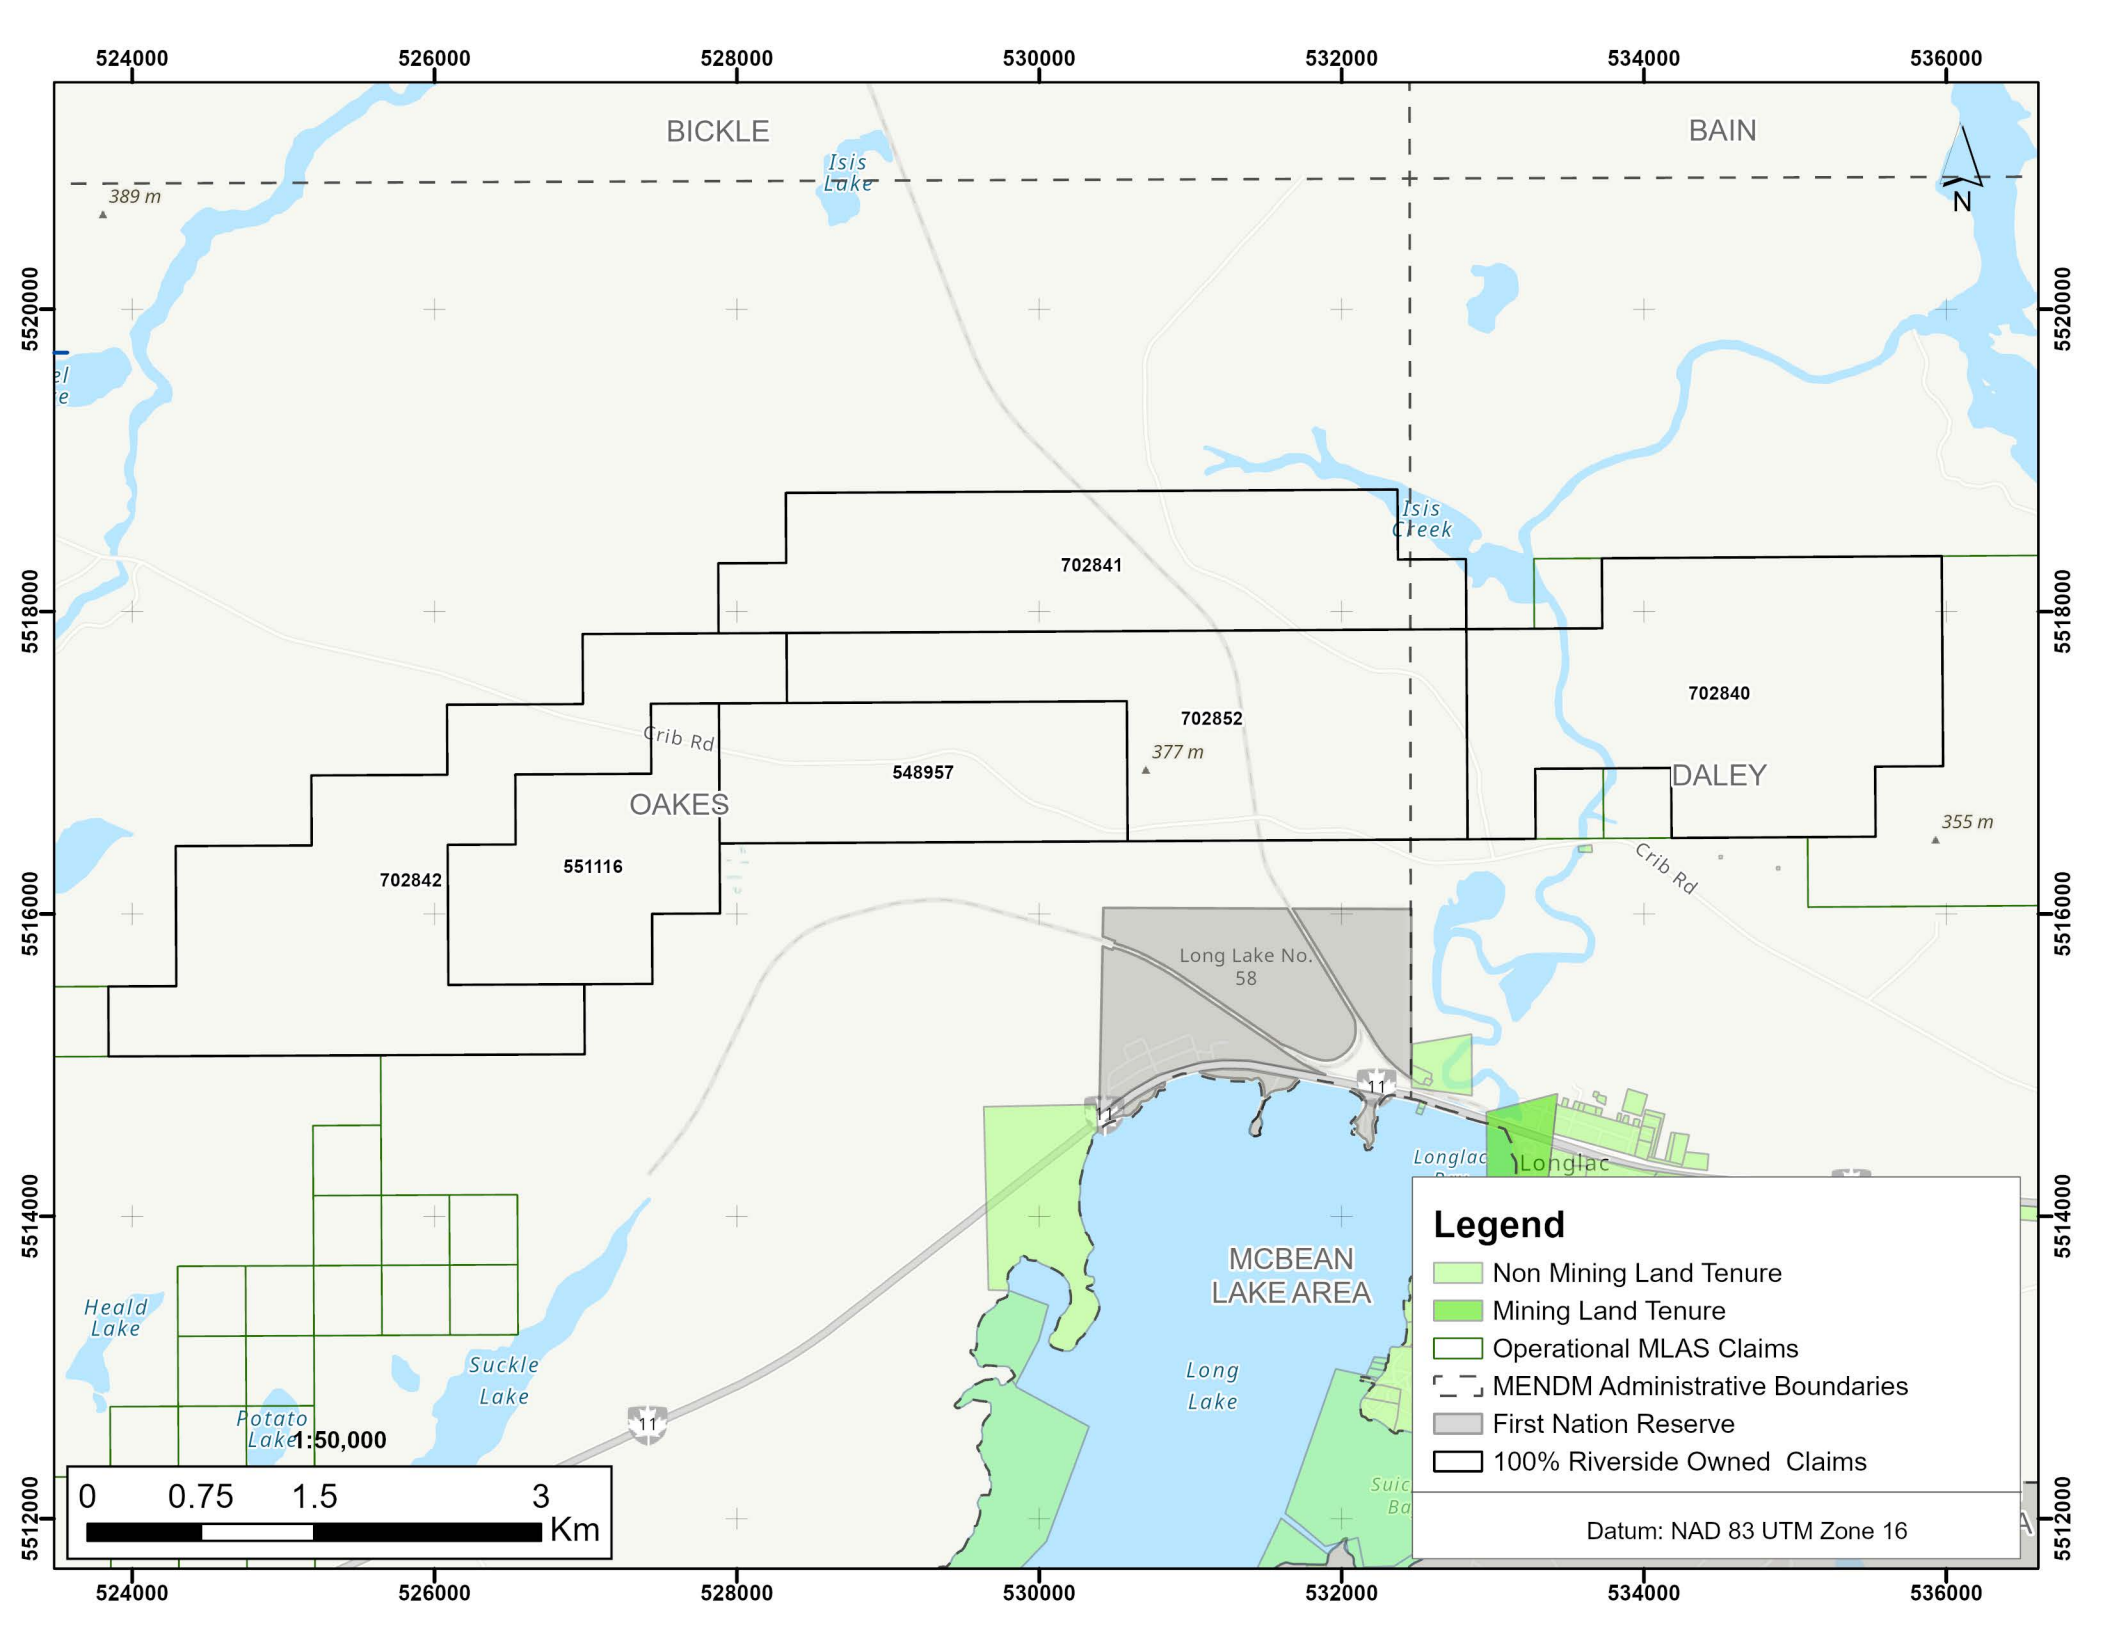 524000 526000 528000 530000 532000 534000 536000
BICKLE
BAIN
Isis
Lake
389 m
N
5520000
5520000
el
e
Isis
Creek
702841
5518000
5518000
702840
702852
Crib Rd
377 m
548957
DALEY
OAKES
355 m
551116
702842
Crib Rd
5516000
5516000
Long Lake No.
58
11
11
Longlac
Longlac
5514000
5514000
Legend
Non Mining Land Tenure
Mining Land Tenure
Operational MLAS Claims
MENDM Administrative Boundaries
First Nation Reserve
100% Riverside Owned Claims
Datum: NAD 83 UTM Zone 16
MCBEAN
LAKE AREA
Heald
Lake
Suckle
Lake
Long
Lake
Potato
Lake
1:50,000
11
Suic
Ba
A
0 0.75 1.5 3
Km
5512000
5512000
524000 526000 528000 530000 532000 534000 536000